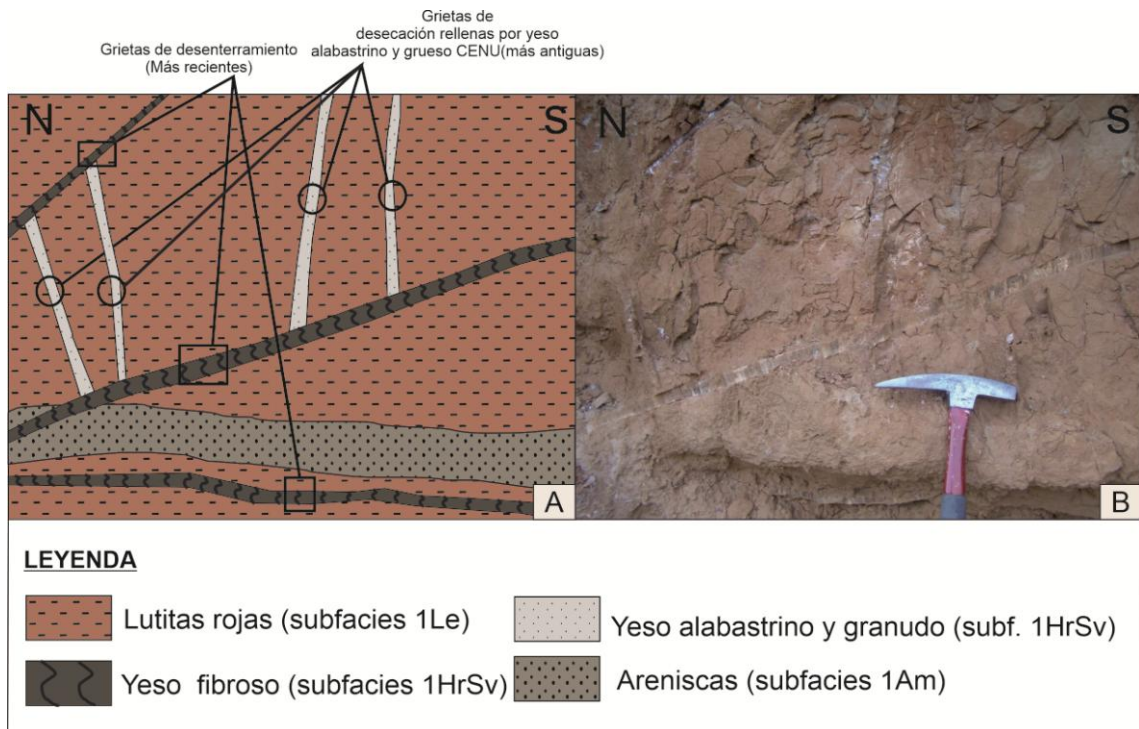 Grietas de desenterramiento
(Más recientes)
Grietas de
desecación rellenas por yeso
alabastrino y grueso CENU(más antiguas)
N
S
A
N
S
B
LEYENDA
Lutitas rojas (subfacies 1Le)
Yeso alabastrino y granudo (subf. 1HrSv)
Yeso fibroso (subfacies 1HrSv)
Areniscas (subfacies 1Am)